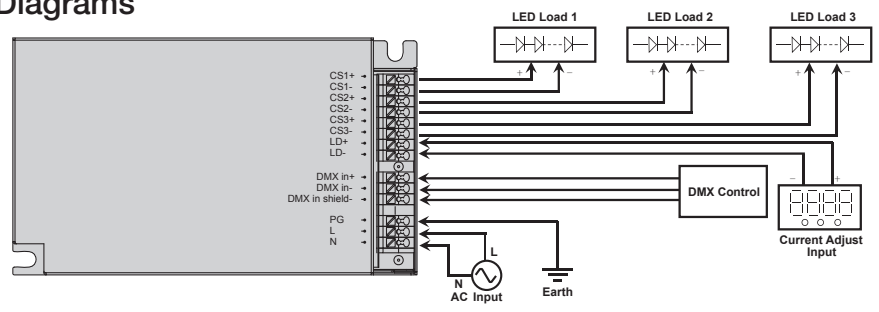 Diagrams
LED Load 1
LED Load 2
LED Load 3
+ −
+ −
+ −
CS1+
CS1-
CS2+
CS2-
CS3+
CS3-
LD+
LD-
DMX in+
DMX in-
DMX in shield-
PG
L
N
DMX Control
− +
Current Adjust
Input
L
N
AC Input
Earth